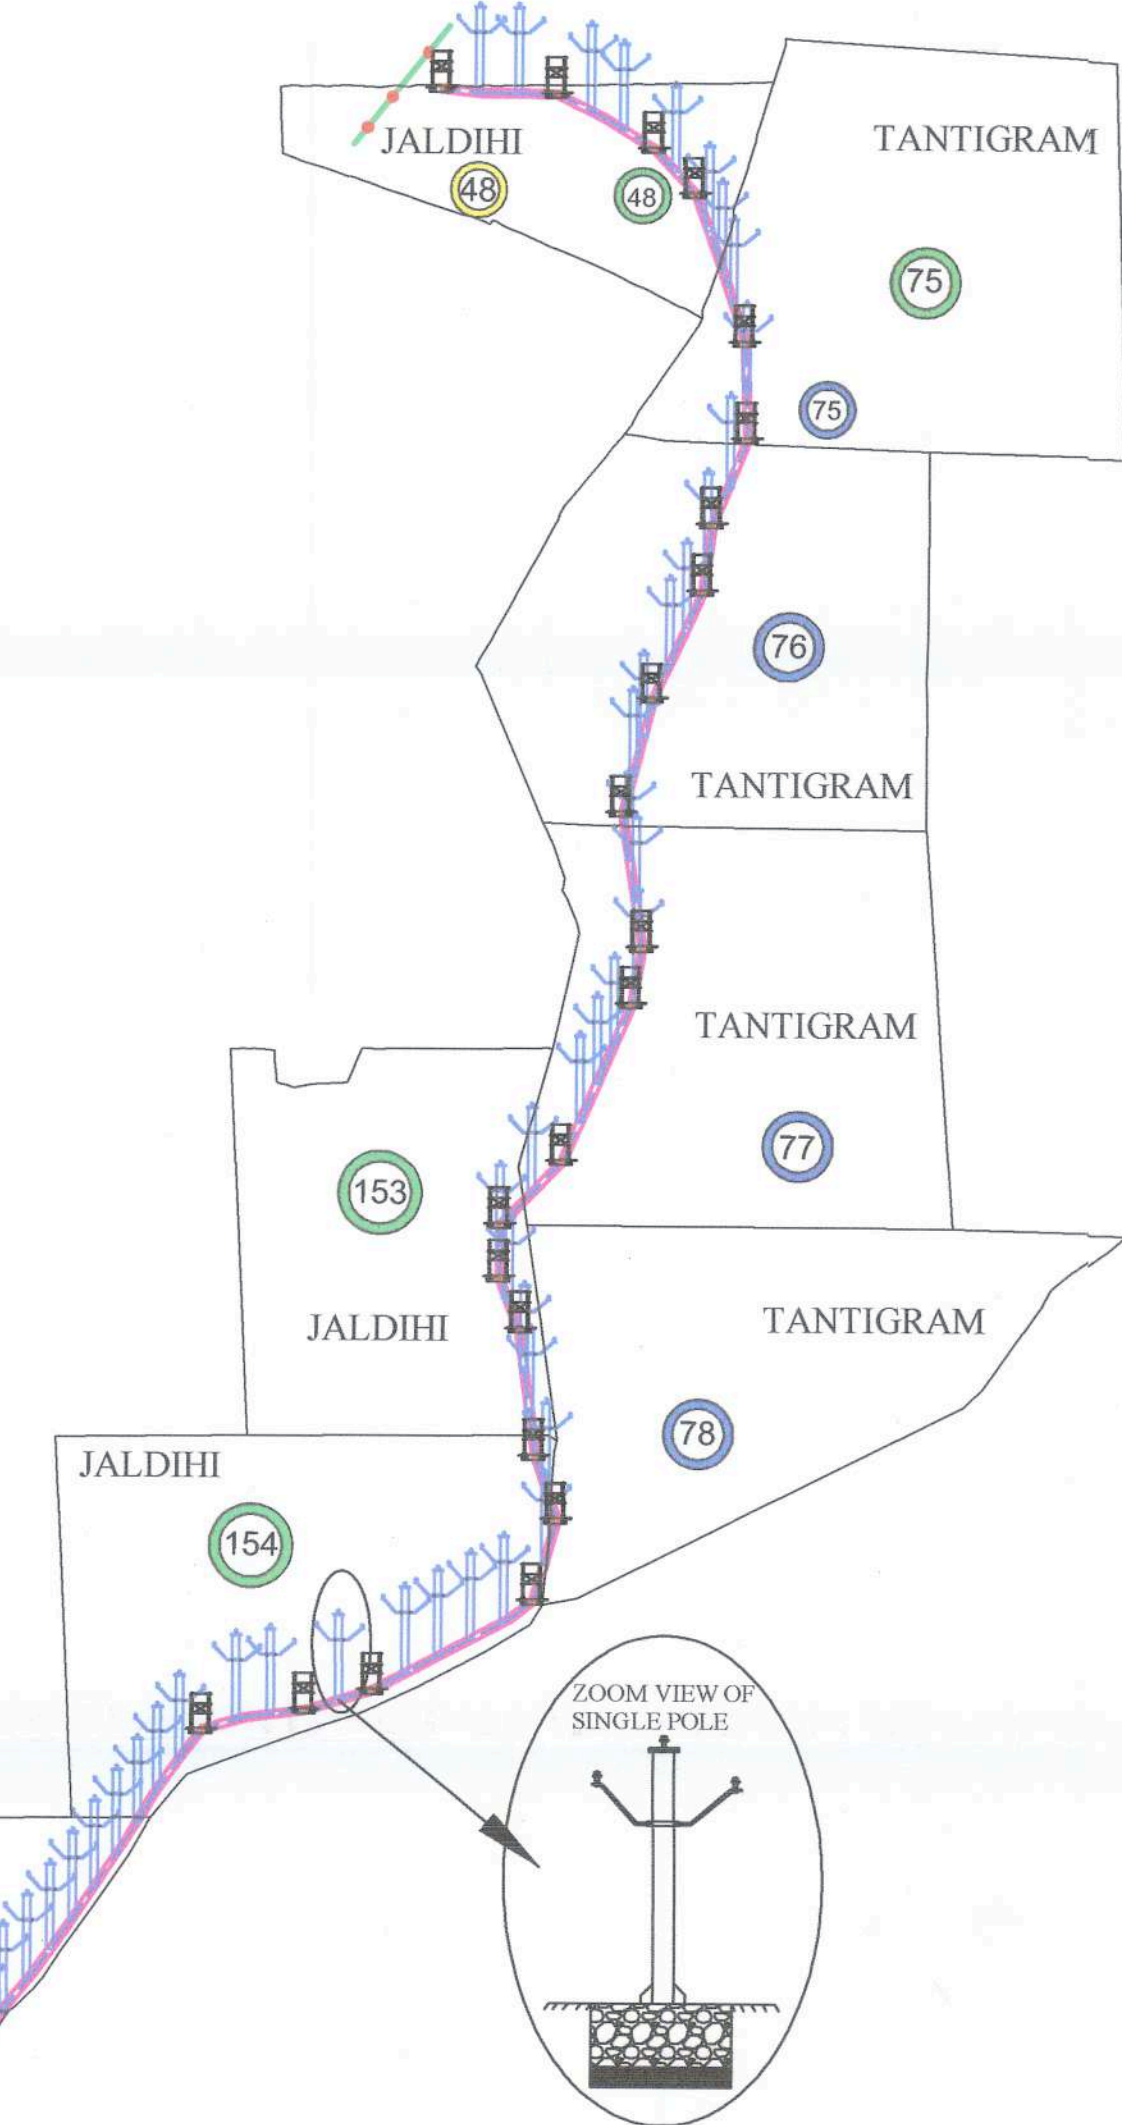 JALDIHI
TANTIGRAM
48
48
75
75
76
TANTIGRAM
TANTIGRAM
77
153
JALDIHI
TANTIGRAM
78
JALDIHI
154
ZOOM VIEW OF
SINGLE POLE